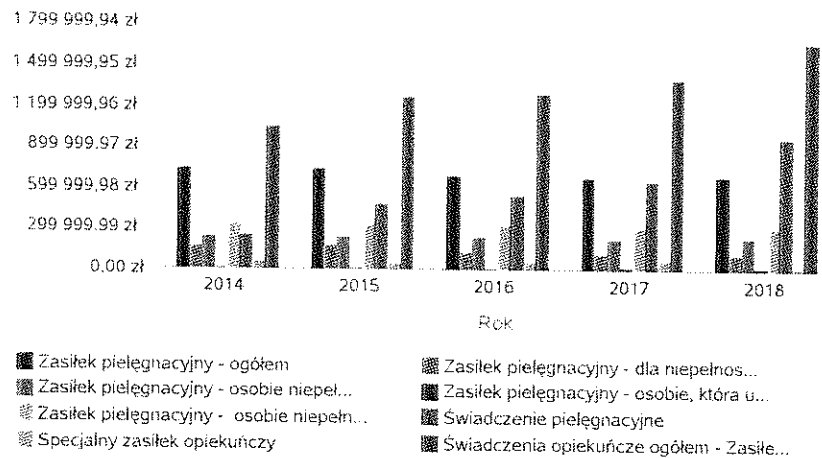 1 799 999,94 zł
1 499 999,95 zł
1 199 999,96 zł
899 999,97 zł
599 999,98 zł
299 999,99 zł
0,00 zł
2014 2015 2016 2017 2018
Rok
Zasiłek pielęgnacyjny - ogółem
Zasiłek pielęgnacyjny - osobie niepeł...
Zasiłek pielęgnacyjny - osobie niepełn...
Specjalny zasiłek opiekuńczy
Zasiłek pielęgnacyjny - dla niepełnos...
Zasiłek pielęgnacyjny - osobie, która u...
Świadczenie pielęgnacyjne
Świadczenia opiekuńcze ogółem - Zasiłe...